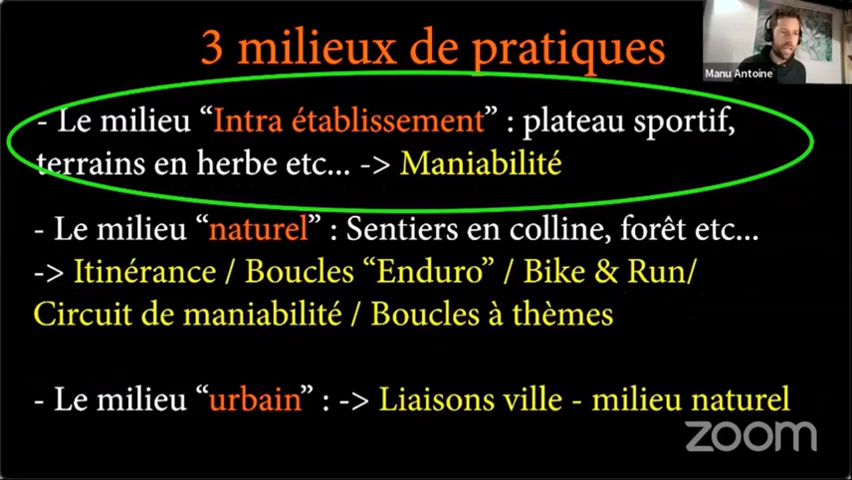 3 milieux de pratiques
Manu Antoine
- Le milieu “Intra établissement” : plateau sportif,
terrains en herbe etc... -> Maniabilité
- Le milieu “naturel” : Sentiers en colline, forêt etc...
-> Itinérance / Boucles “Enduro” / Bike & Run/
Circuit de maniabilité / Boucles à thèmes
- Le milieu “urbain” : -> Liaisons ville - milieu naturel
zoom